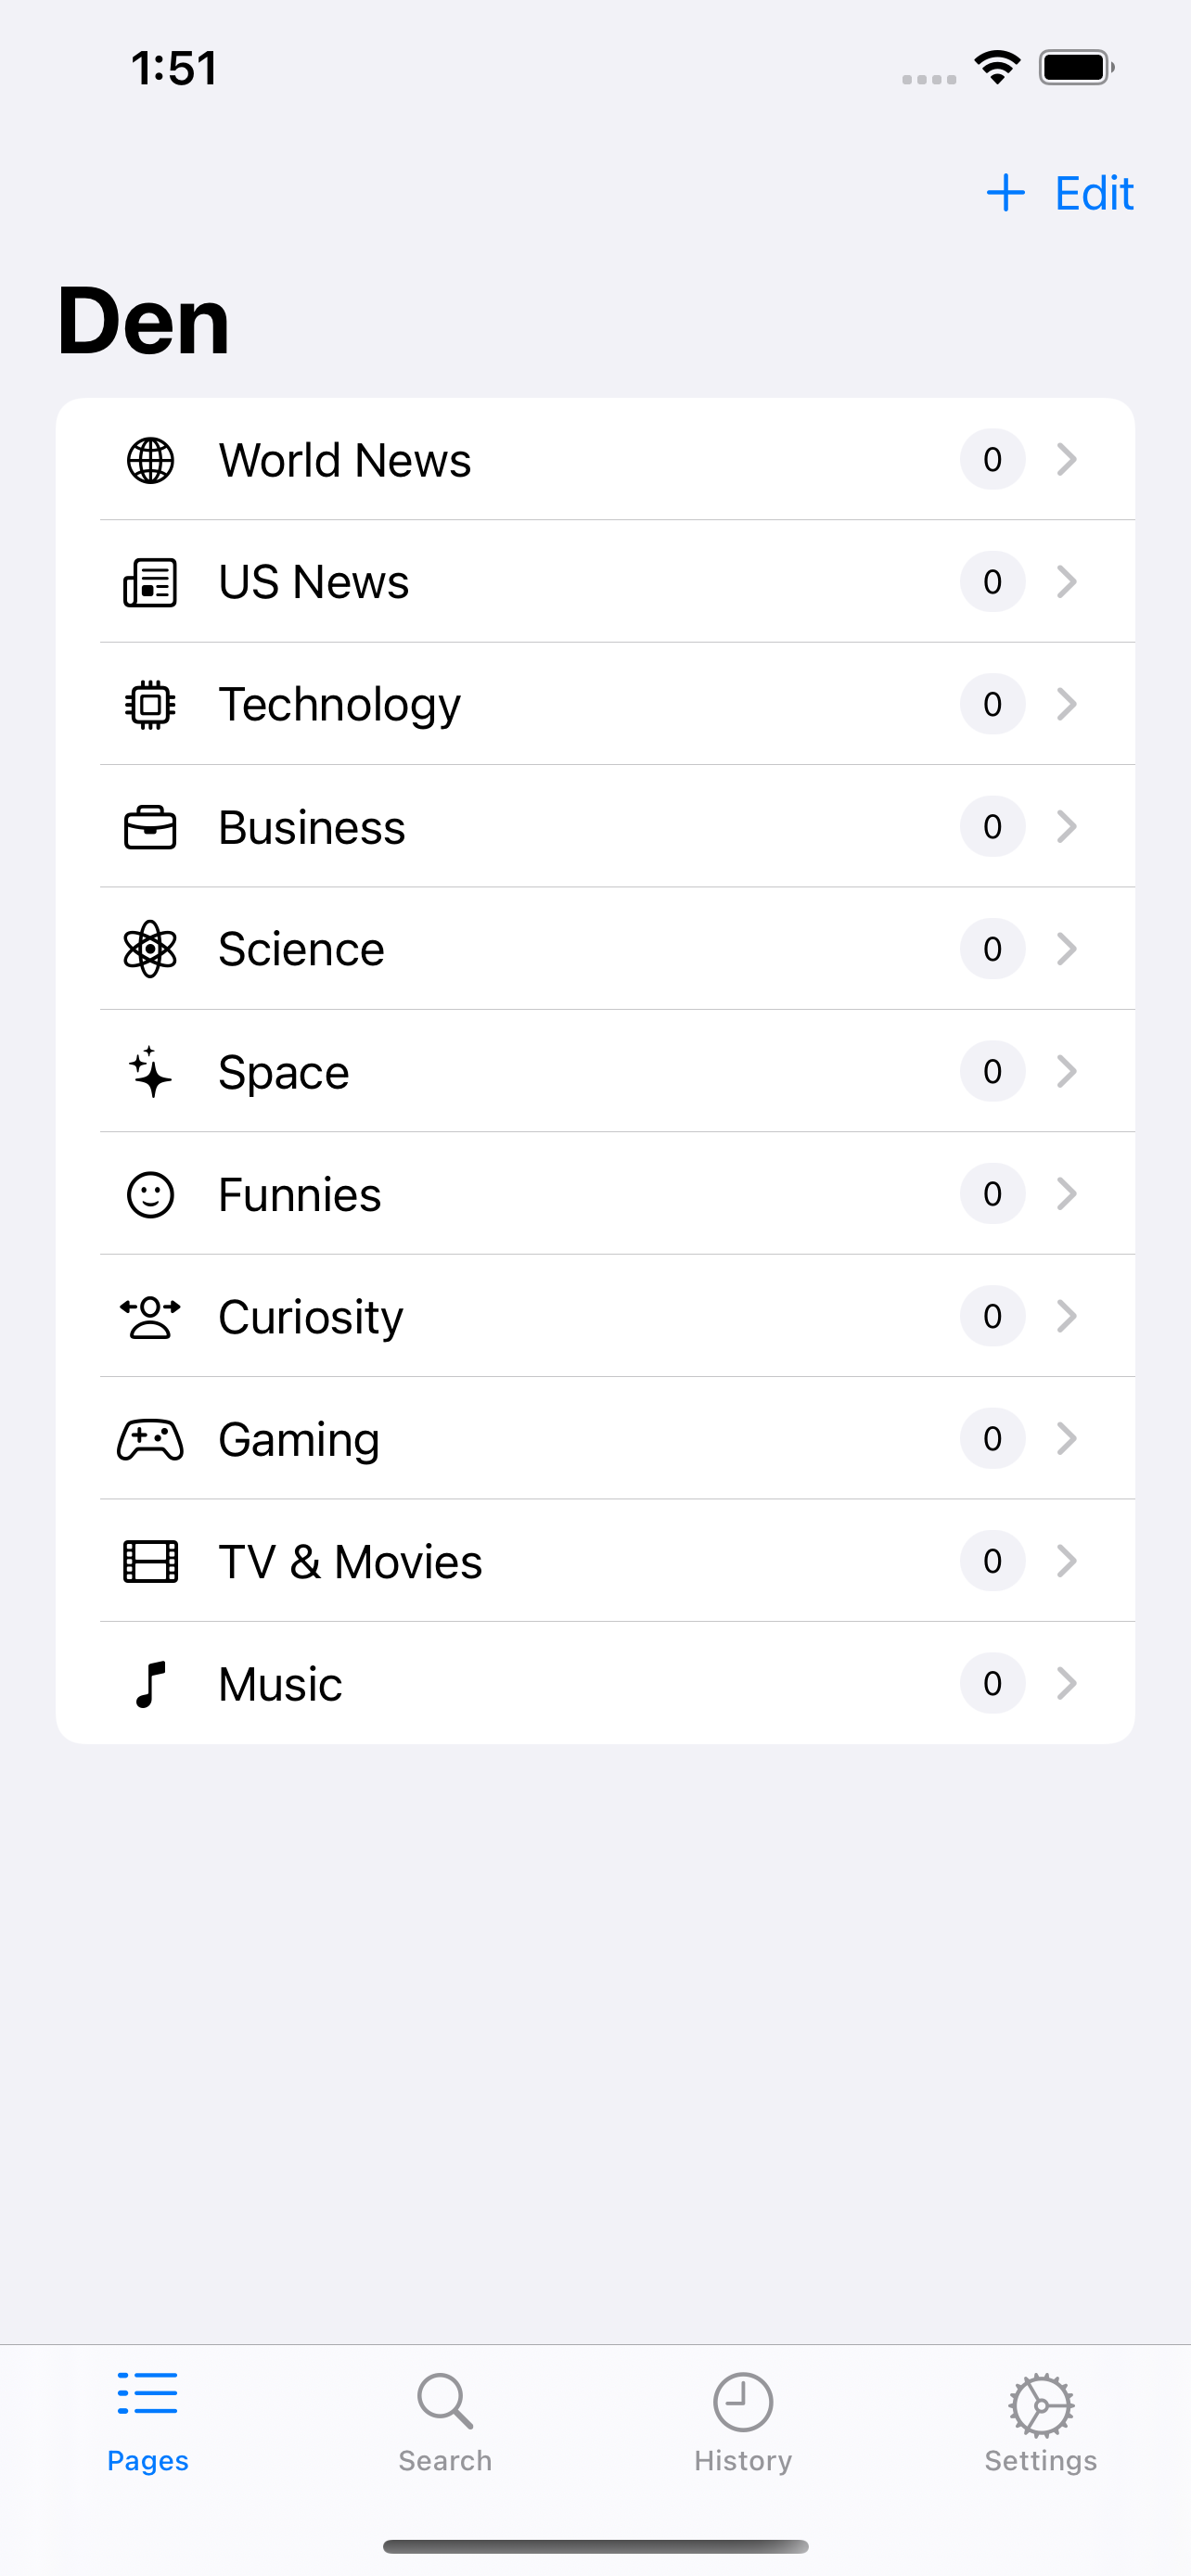 1:51
+ Edit
Den
World News 0
US News 0
Technology 0
Business 0
Science 0
Space 0
Funnies 0
Curiosity 0
Gaming 0
TV & Movies 0
Music 0
Pages Search History Settings